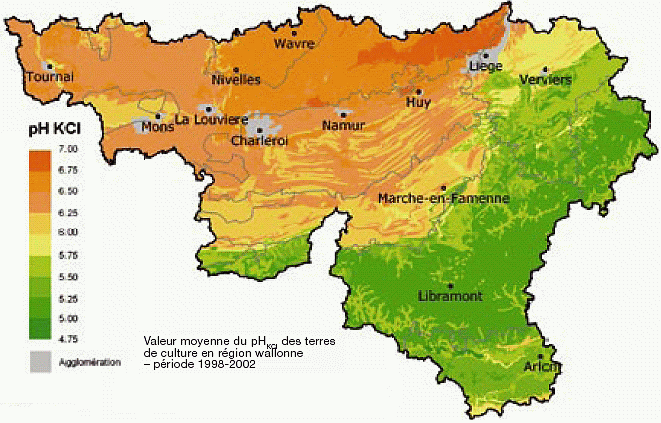 Wavre
Tournai
Nivelles
Liège
Verviers
Huy
La Louviere
Mons
Charleroi
Namur
pH KCl
7.00
6.75
6.50
6.25
6.00
5.75
5.50
5.25
5.00
4.75
Agglomération
Marche-en-Famenne
Libramont
Arlon
Valeur moyenne du pHKCl des terres
de culture en région wallonne
– période 1998-2002